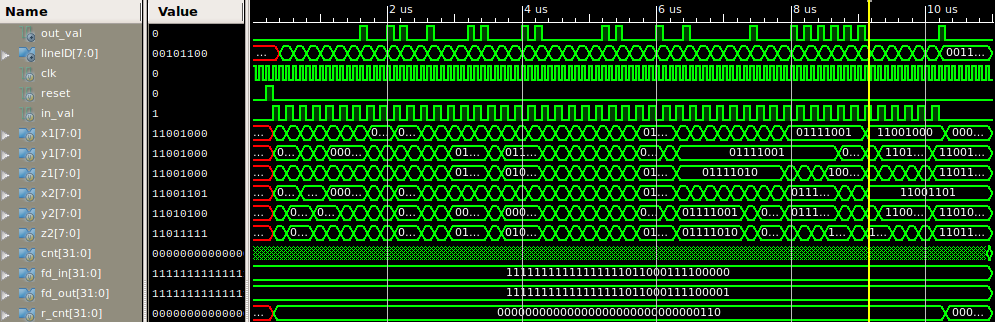 Name Value 2 us 4 us 6 us 8 us 10 us
out_val 0
lineID[7:0] 00101100 ... 0011...
clk 0
reset 0
in_val 1
x1[7:0] 11001000 ... 0... 0... 01... 01111001 11001000 000...
y1[7:0] 11001000 ... 0... 000... 01... 011... 0... 01111001 0... 1101... 11001...
z1[7:0] 11001000 ... 01... 010... 01... 01111010 100... 11011...
x2[7:0] 11001101 ... 0... ... 000... 0... 01... 0111... 11001101
y2[7:0] 11010100 ... 0... 0... 00... 000... 01... 01111001 0... 0111... 1100... 11010...
z2[7:0] 11011111 ... 0... 01... 010... 01... 01111010 0... 1... 1... 11011...
cnt[31:0] 0000000000000
fd_in[31:0] 1111111111111 11111111111111111011000111100000
fd_out[31:0] 1111111111111 11111111111111111011000111100001
r_cnt[31:0] 0000000000000 ... 00000000000000000000000000000110 000...